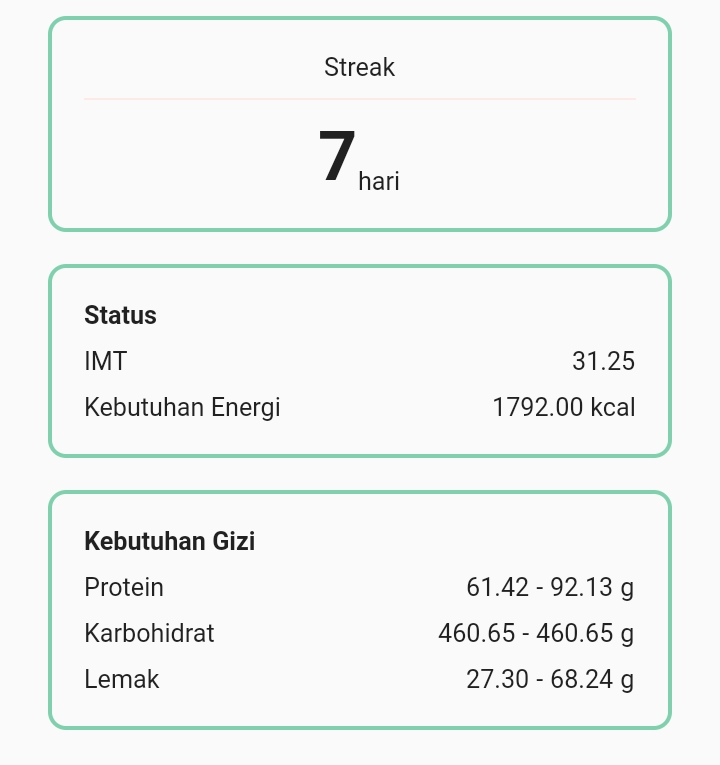 Streak
7 hari
Status
IMT 31.25
Kebutuhan Energi 1792.00 kcal
Kebutuhan Gizi
Protein 61.42 - 92.13 g
Karbohidrat 460.65 - 460.65 g
Lemak 27.30 - 68.24 g